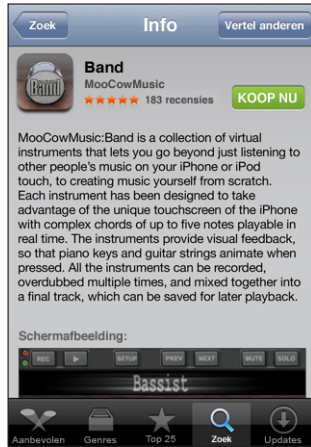 Zoek
Info
Vertel anderen
Band
Band
MooCowMusic
183 recensies
KOOP NU
MooCowMusic:Band is a collection of virtual
instruments that lets you go beyond just listening to
other people's music on your iPhone or iPod
touch, to creating music yourself from scratch.
Each instrument has been designed to take
advantage of the unique touchscreen of the iPhone
with complex chords of up to five notes playable in
real time. The instruments provide visual feedback,
so that piano keys and guitar strings animate when
pressed. All the instruments can be recorded,
overdubbed multiple times, and mixed together into
a final track, which can be saved for later playback.
Schermafbeelding:
REC SETUP PREV NEXT MUTE SOLO
Bassist
Aanbevolen Genres Top 25 Zoek Updates